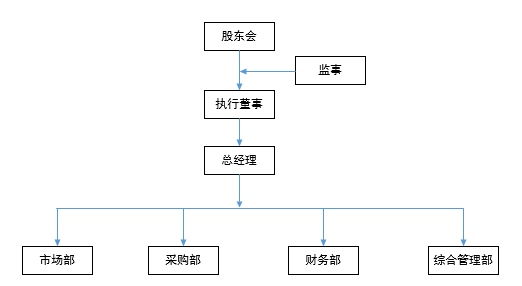 股东会
监事
执行董事
总经理
市场部
采购部
财务部
综合管理部